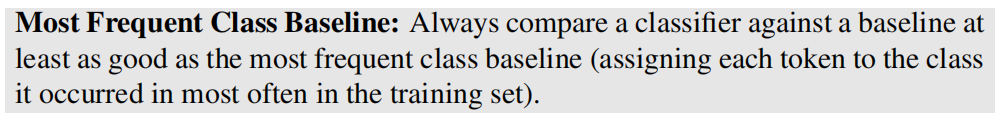 Most Frequent Class Baseline: Always compare a classifier against a baseline at
least as good as the most frequent class baseline (assigning each token to the class
it occurred in most often in the training set).